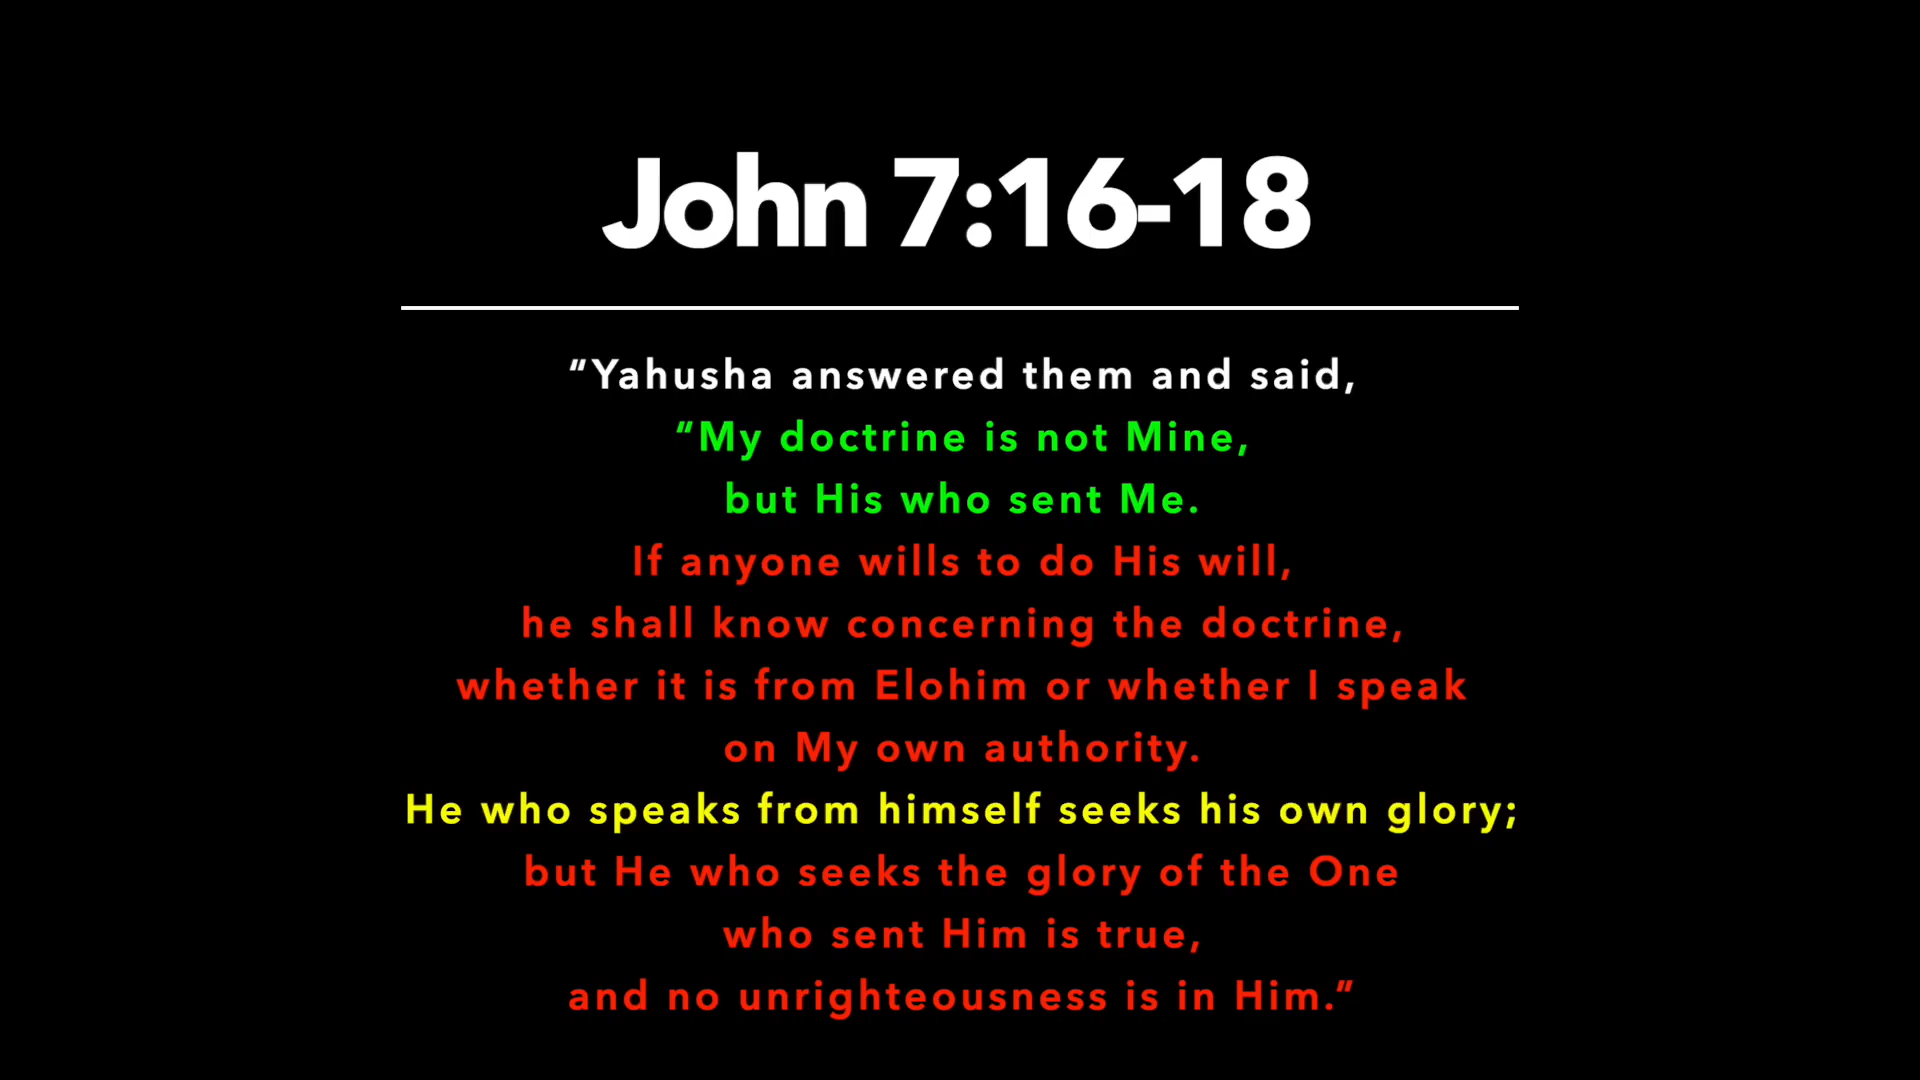 John 7:16-18
“Yahusha answered them and said,
“My doctrine is not Mine,
but His who sent Me.
If anyone wills to do His will,
he shall know concerning the doctrine,
whether it is from Elohim or whether I speak
on My own authority.
He who speaks from himself seeks his own glory;
but He who seeks the glory of the One
who sent Him is true,
and no unrighteousness is in Him.”